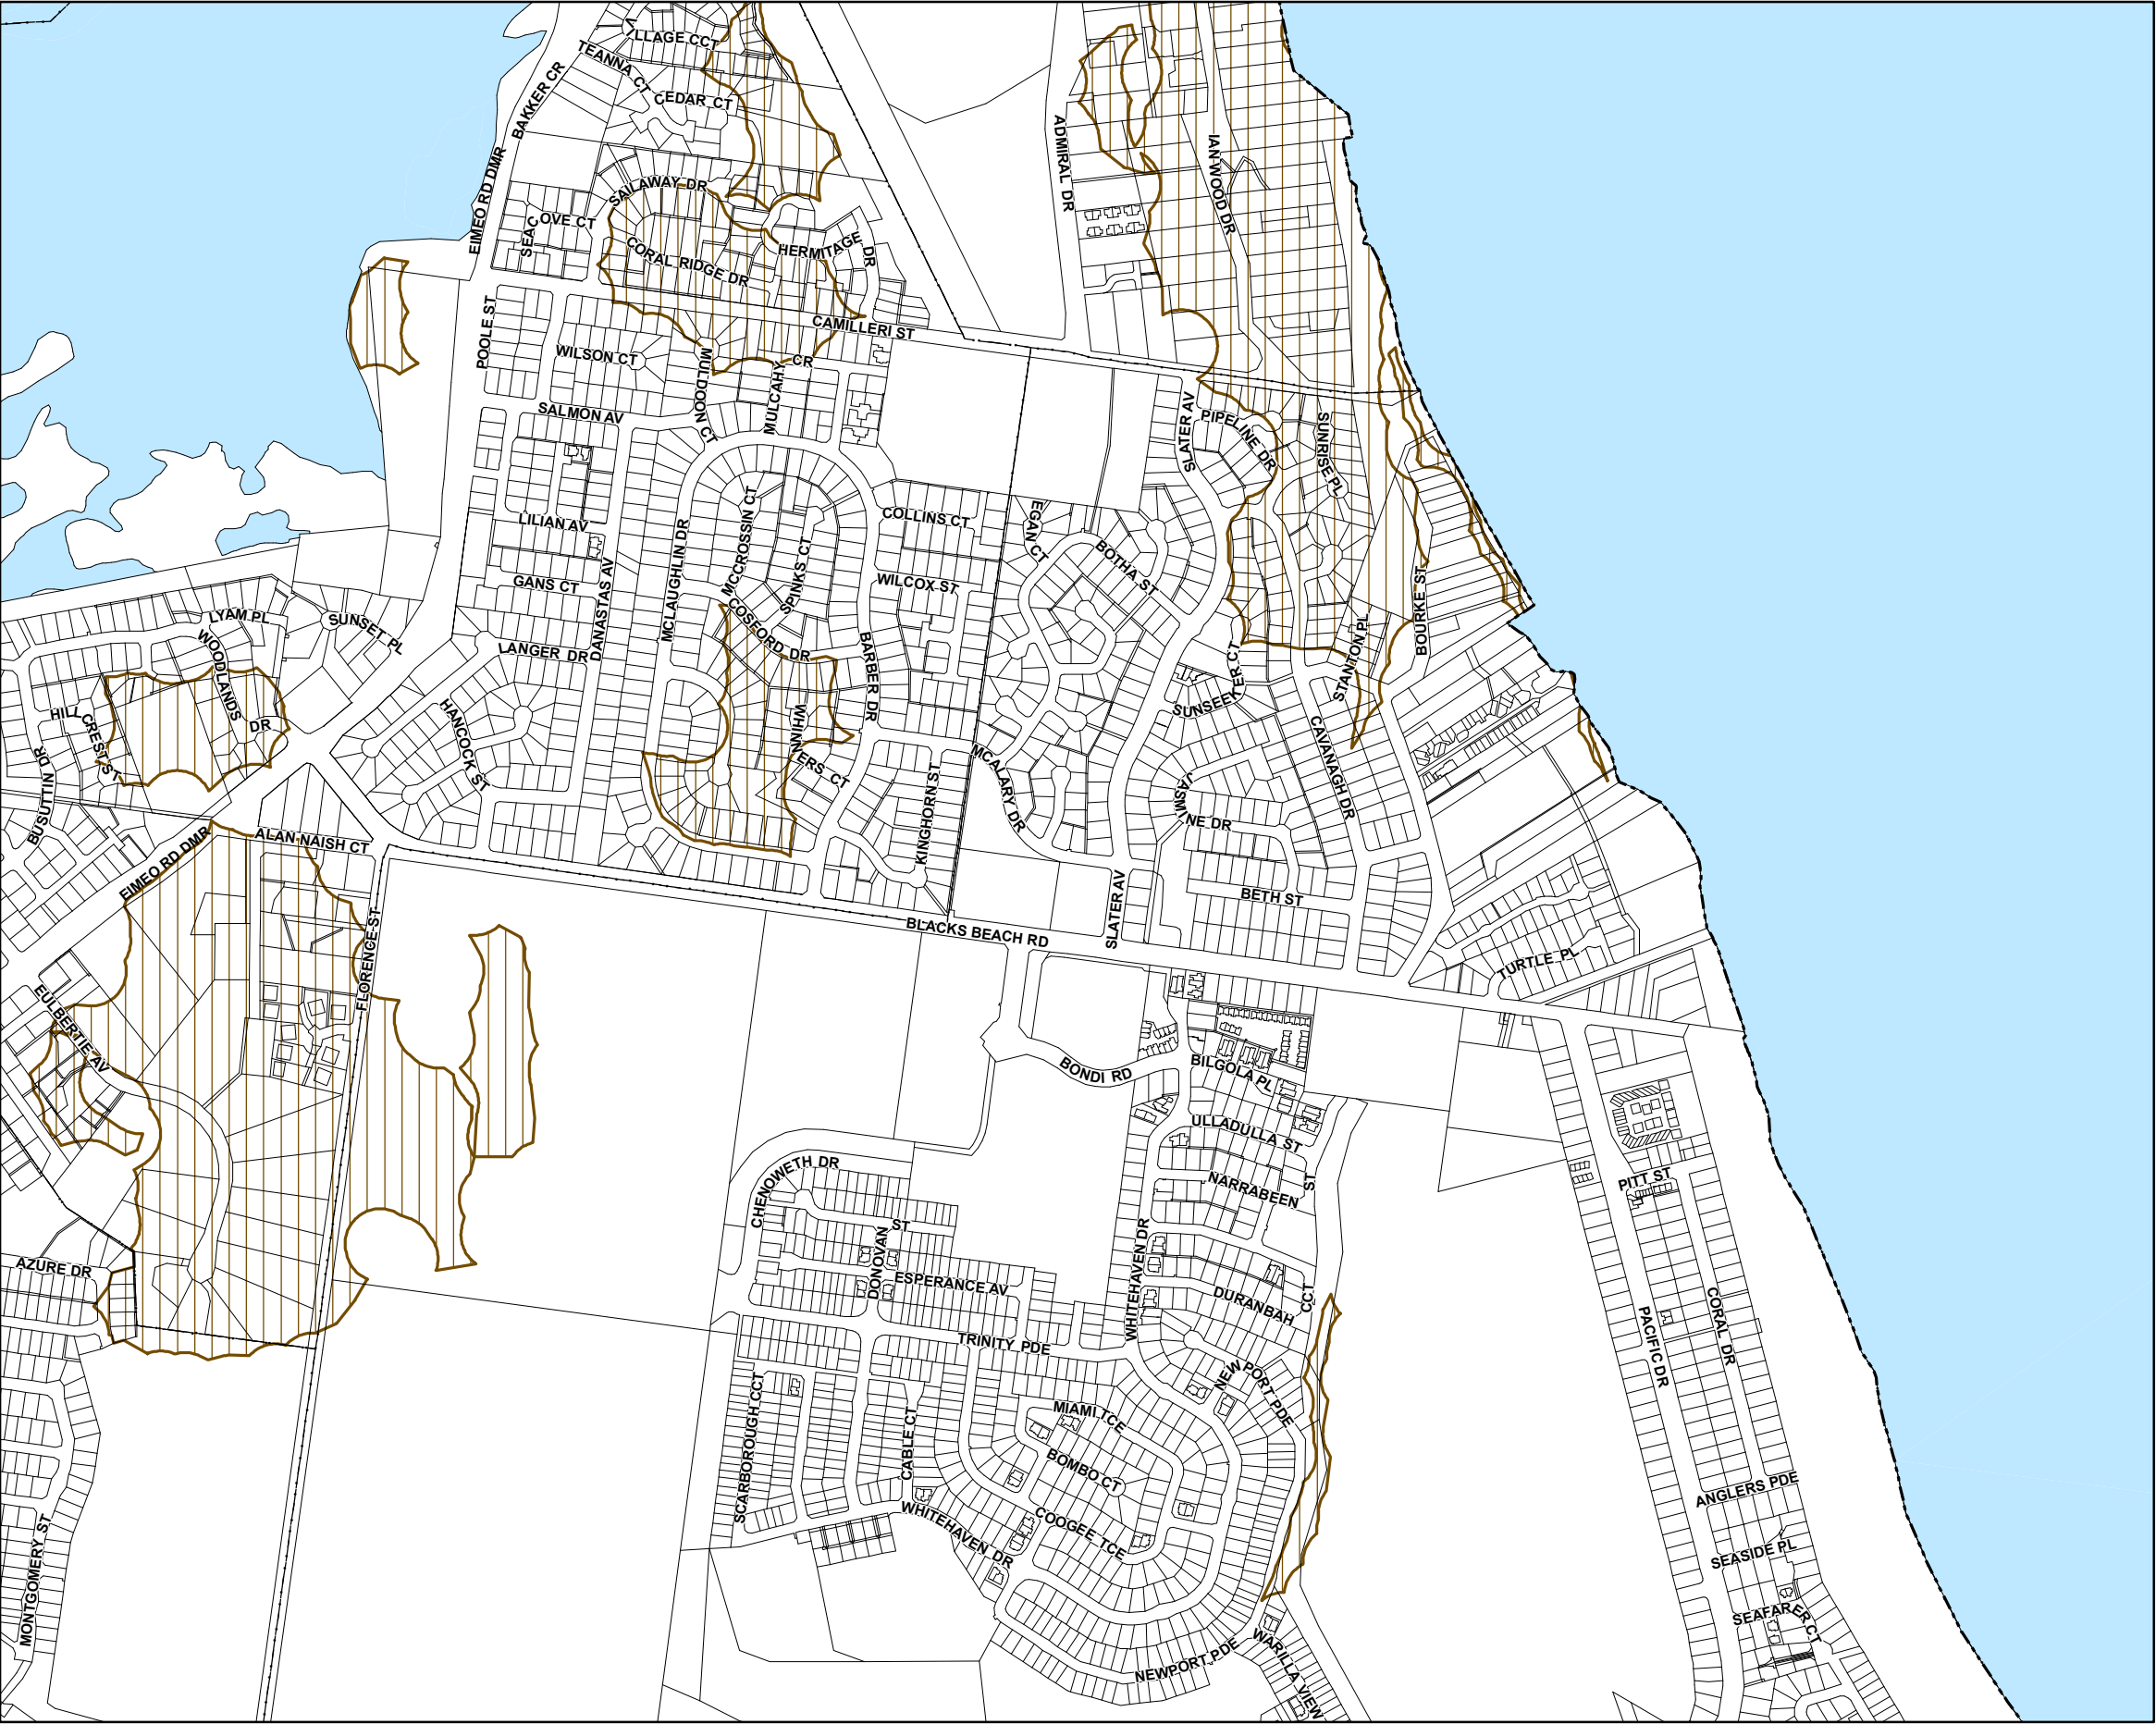 VILLAGE CCT
TEANNA CT
CEDAR CT
BAKKER CR
EIMEO RD DMR
SAILAWAY DR
SEACOVE CT
CORAL RIDGE DR
HERMITAGE DR
ADMIRAL DR
IAN WOOD DR
POOLE ST
CAMILLERI ST
WILSON CT
MULDOON CT
MULCAHY CR
SALMON AV
SLATER AV
PIPELINE DR
SUNRISE PL
LILIAN AV
GANS CT
DANASTAS AV
MCLAUGHLIN DR
MCCROSSIN CT
SPINKS CT
COSFORD DR
COLLINS CT
WILCOX ST
EGAN CT
BOTHA ST
BARBER DR
BOURKE ST
STANTON PL
LYAM PL
SUNSET PL
WOODLANDS DR
LANGER DR
HANCOCK ST
HILLCREST ST
BUSUTTIN DR
WHINNERS CT
KINGHORN ST
MCALARY DR
SUNSEEKER CT
JASMINE DR
CAVANAGH DR
ALAN NAISH CT
EIMEO RD DMR
BETH ST
SLATER AV
BLACKS BEACH RD
TURTLE PL
FLORENCE ST
EULBERTIE AV
BONDI RD
BILGOLA PL
ULLADULLA ST
NARRABEEN ST
CHENOWETH DR
DONOVAN ST
ESPERANCE AV
WHITEHAVEN DR
DURANBAH CCT
TRINITY PDE
AZURE DR
PITT ST
PACIFIC DR
CORAL DR
NEWPORT PDE
MIAMI TCE
BOMBO CT
COOGEE TCE
SCARBOROUGH CCT
CABLE CT
WHITEHAVEN DR
ANGLERS PDE
SEASIDE PL
SEAFARER CT
MONTGOMERY ST
NEWPORT PDE
WARILLA VIEW